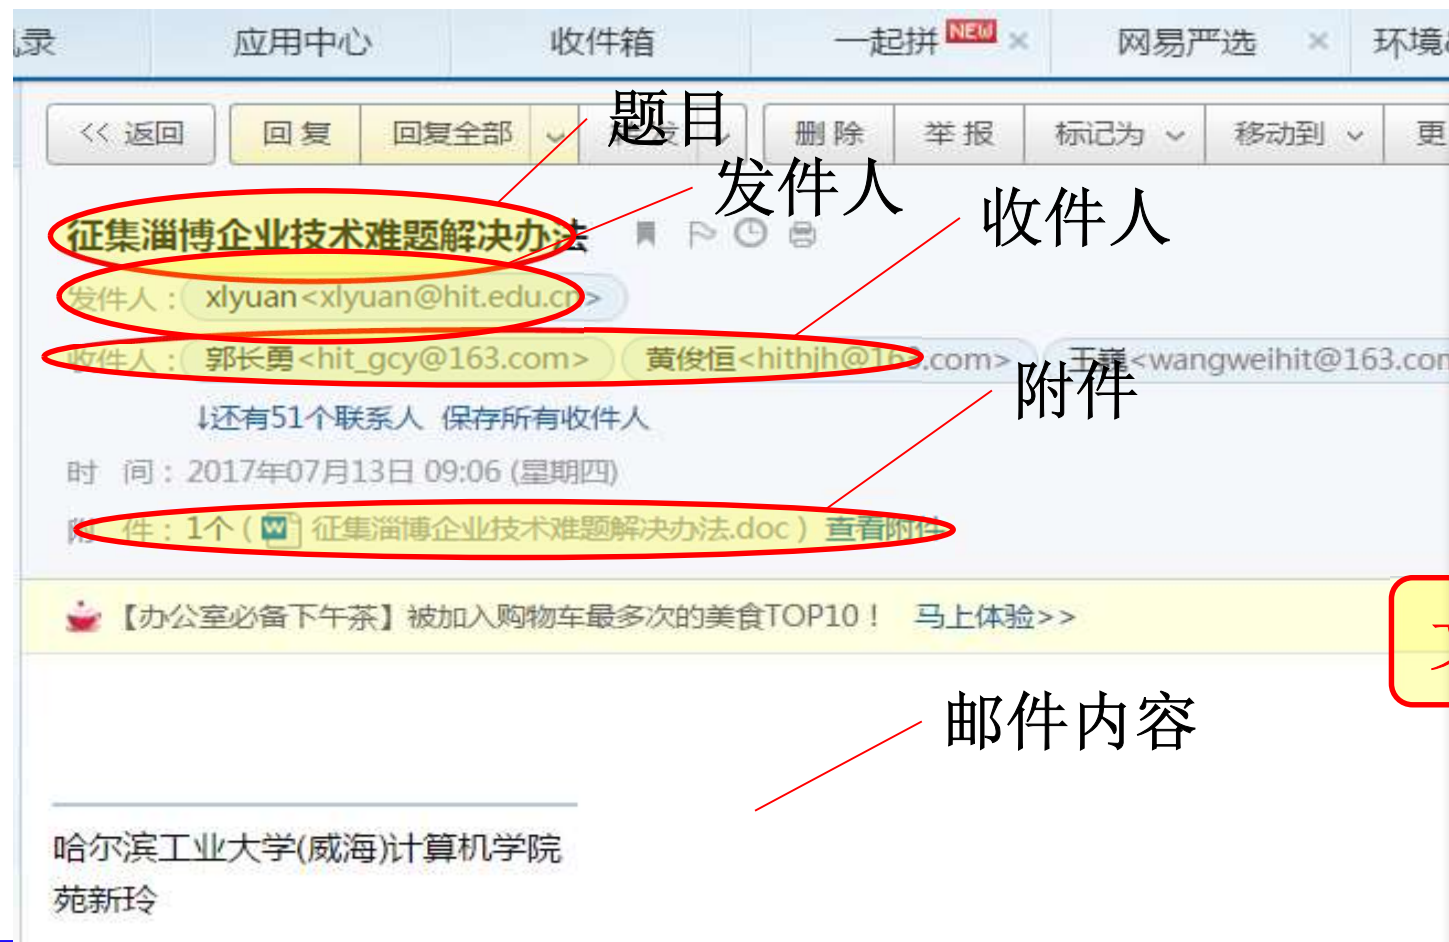 录 应用中心 收件箱 一起拼 NEW × 网易严选 × 环境
<< 返回 回复 回复全部 发 删除 举报 标记为 移动到 更
题目
发件人
收件人
征集淄博企业技术难题解决办法
发件人： xlyuan<xlyuan@hit.edu.cn>
收件人： 郭长勇<hit_gcy@163.com> 黄俊恒<hithjh@163.com> 王巍<wangweihit@163.com
附件
↓还有51个联系人 保存所有收件人
时 间：2017年07月13日 09:06 (星期四)
附 件：1个 ( W 征集淄博企业技术难题解决办法.doc ) 查看附件
【办公室必备下午茶】被加入购物车最多次的美食TOP10！ 马上体验>>
邮件内容
哈尔滨工业大学(威海)计算机学院
苑新玲